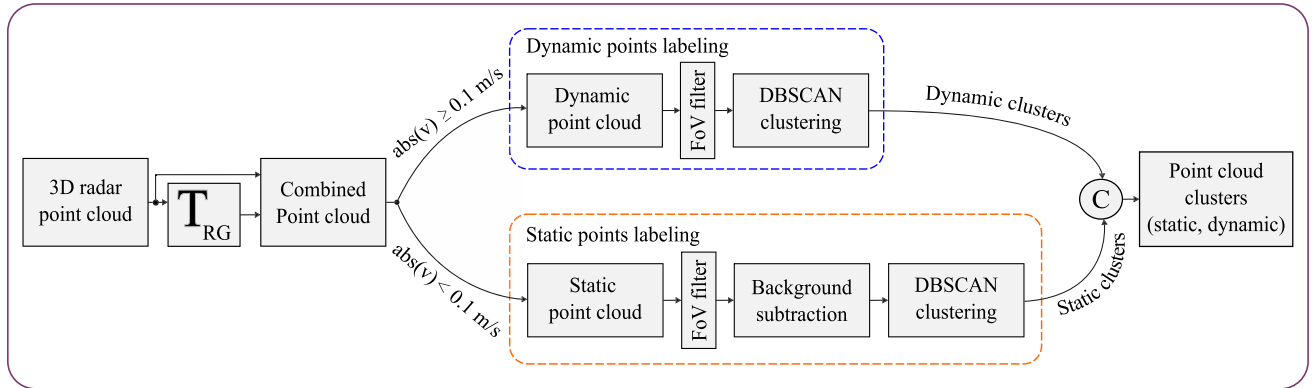 3D radar
point cloud
T
RG
Combined
Point cloud
abs(v) ≥ 0.1 m/s
abs(v) < 0.1 m/s
Dynamic points labeling
Dynamic
point cloud
FoV filter
DBSCAN
clustering
Dynamic clusters
Static points labeling
Static
point cloud
FoV filter
Background
subtraction
DBSCAN
clustering
Static clusters
C
Point cloud
clusters
(static, dynamic)